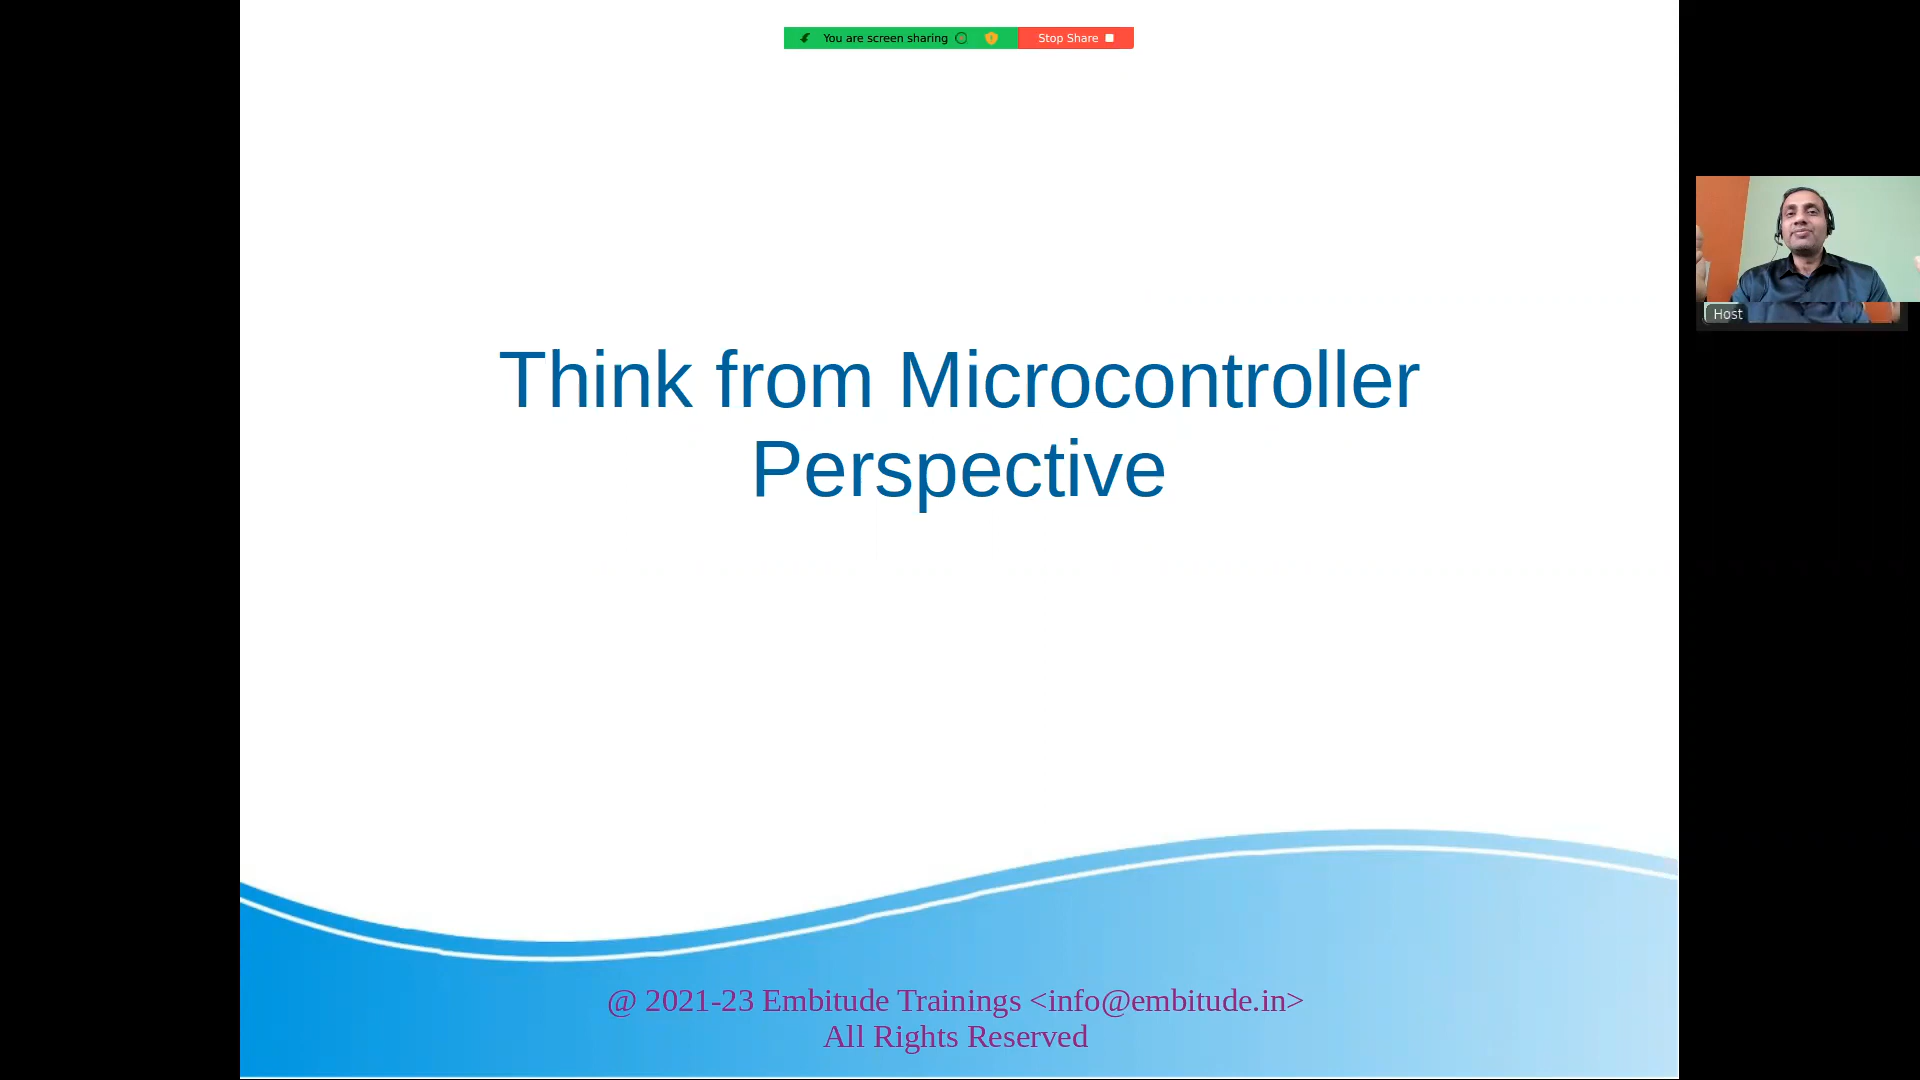 You are screen sharing
Stop Share
Host
Think from Microcontroller
Perspective
@ 2021-23 Embitude Trainings <info@embitude.in>
All Rights Reserved